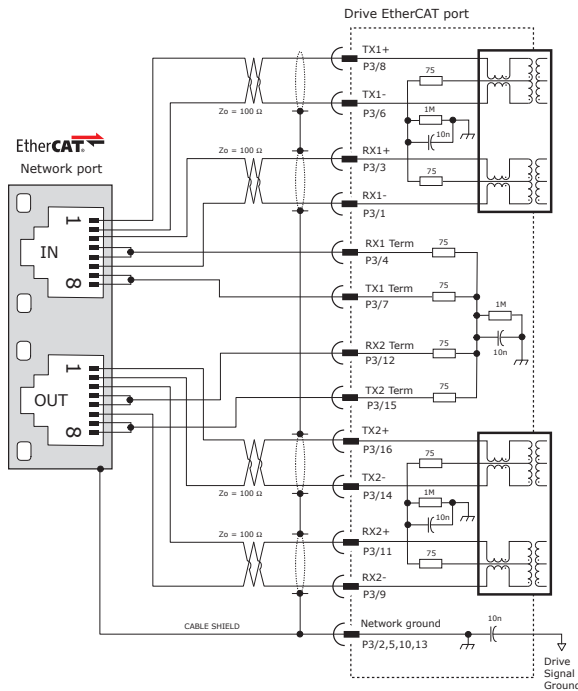 Drive EtherCAT port
TX1+
P3/8
75
TX1-
P3/6
1M
10n
Zo = 100 Ω
EtherCAT®
Network port
Zo = 100 Ω
RX1+
P3/3
75
RX1-
P3/1
1
IN
8
RX1 Term
P3/4
75
TX1 Term
P3/7
75
1M
10n
RX2 Term
P3/12
75
TX2 Term
P3/15
75
1
OUT
8
TX2+
P3/16
75
TX2-
P3/14
1M
10n
Zo = 100 Ω
Zo = 100 Ω
RX2+
P3/11
75
RX2-
P3/9
CABLE SHIELD
Network ground
P3/2,5,10,13
10n
Drive
Signal
Ground